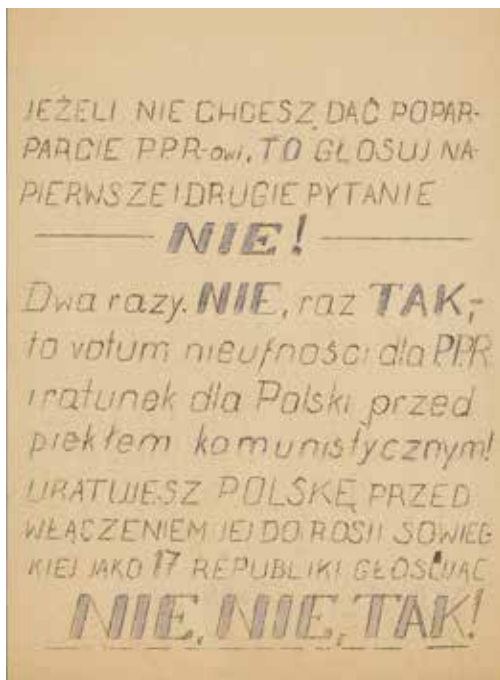 JEŻELI NIE CHCESZ DAĆ POPAR-
PARCIE PPR-owi, TO GŁOSUJ NA
PIERWSZE I DRUGIE PYTANIE
NIE!
Dwa razy. NIE, raz TAK,-
to votum nieufności dla PPR
i ratunek dla Polski przed
piekłem komunistycznym!
URATUJESZ POLSKĘ PRZED
WŁĄCZENIEM JEJ DO ROSJI SOWIEC-
KIEJ JAKO 17 REPUBLIKI GŁOSUJĄC
NIE, NIE, TAK!